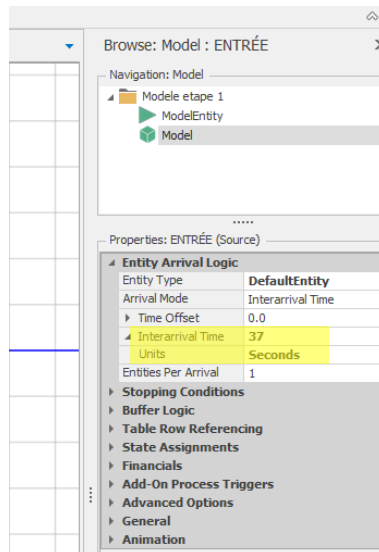 Browse: Model : ENTRÉE
Navigation: Model
Modele etape 1
ModelEntity
Model
Properties: ENTRÉE (Source)
Entity Arrival Logic
Entity Type DefaultEntity
Arrival Mode Interarrival Time
Time Offset 0.0
Interarrival Time 37
Units Seconds
Entities Per Arrival 1
Stopping Conditions
Buffer Logic
Table Row Referencing
State Assignments
Financials
Add-On Process Triggers
Advanced Options
General
Animation